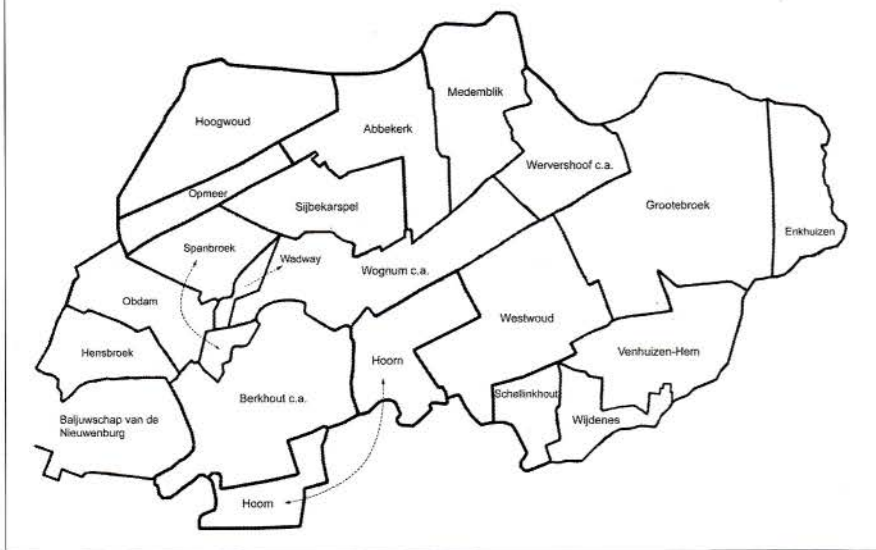 Medemblik
Hoogwoud
Abbekerk
Wervershoof c.a.
Opmeer
Sijbekarspel
Grootebroek
Enkhuizen
Spanbroek
Wadway
Wognum c.a.
Obdam
Westwoud
Hensbroek
Hoorn
Venhuizen-Hem
Schellinkhout
Berkhout c.a.
Baljuwschap van de
Nieuwenburg
Wijdenes
Hoorn